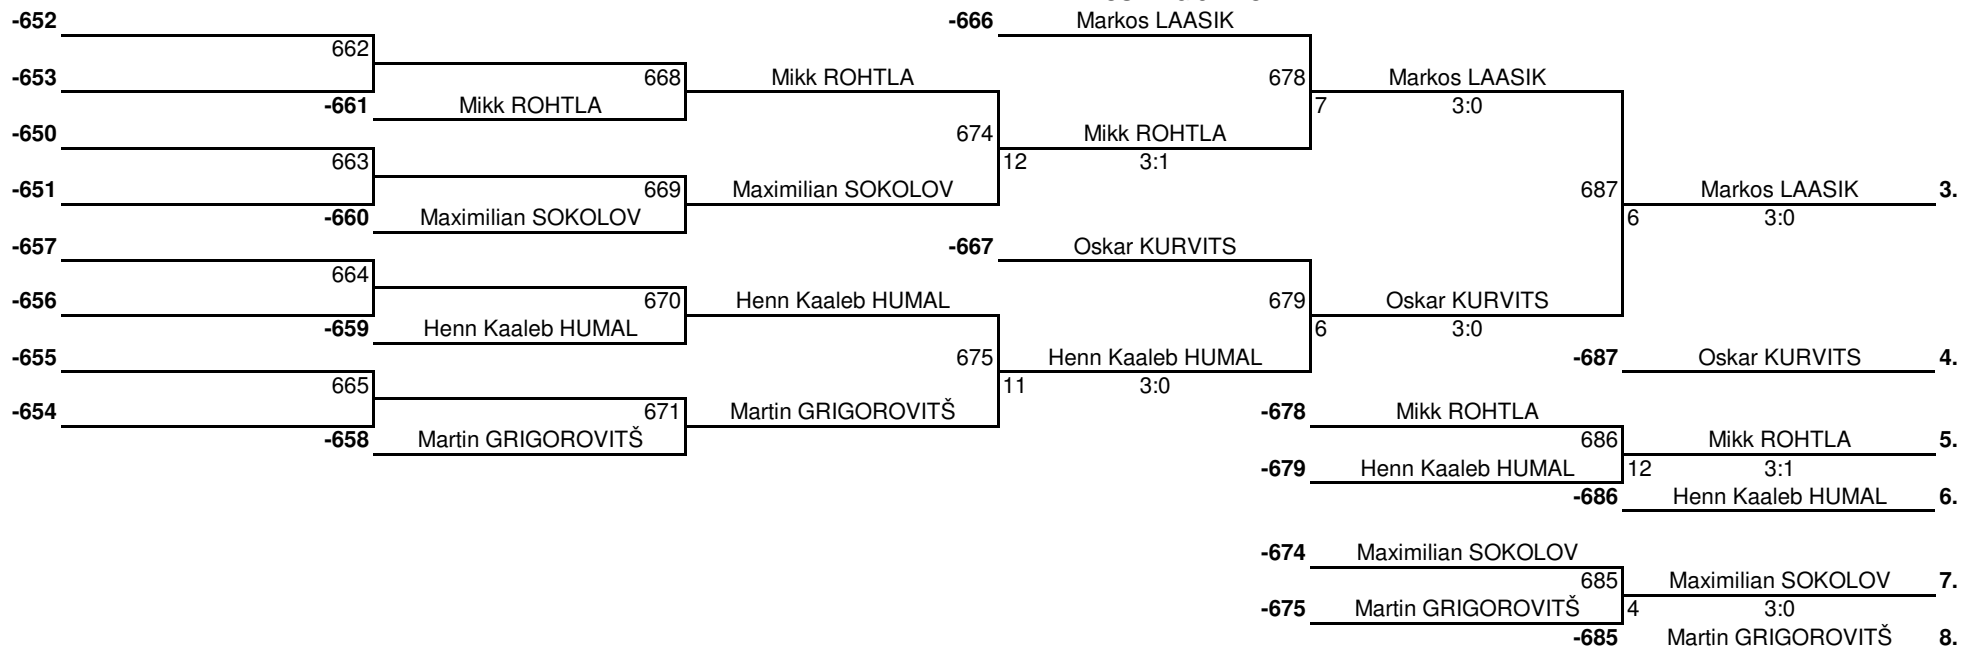 -652 -666 Markos LAASIK
662
-653 668 Mikk ROHTLA 678 Markos LAASIK
-661 Mikk ROHTLA 7 3:0
-650 674 Mikk ROHTLA
663 12 3:1
-651 669 Maximilian SOKOLOV 687 Markos LAASIK 3.
-660 Maximilian SOKOLOV 6 3:0
-657 -667 Oskar KURVITS
664
-656 670 Henn Kaaleb HUMAL 679 Oskar KURVITS
-659 Henn Kaaleb HUMAL 6 3:0
-655 675 Henn Kaaleb HUMAL -687 Oskar KURVITS 4.
665 11 3:0
-654 671 Martin GRIGOROVITŠ -678 Mikk ROHTLA
-658 Martin GRIGOROVITŠ 686 Mikk ROHTLA 5.
-679 Henn Kaaleb HUMAL 12 3:1
-686 Henn Kaaleb HUMAL 6.
-674 Maximilian SOKOLOV
685 Maximilian SOKOLOV 7.
-675 Martin GRIGOROVITŠ 4 3:0
-685 Martin GRIGOROVITŠ 8.